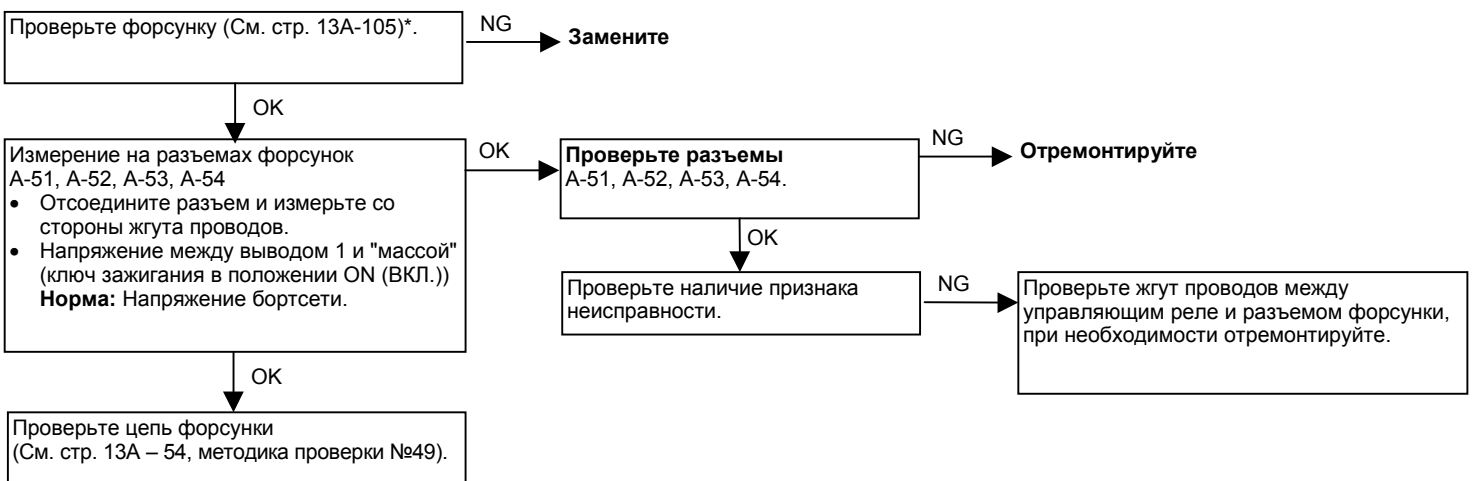 Проверьте форсунку (См. стр. 13A-105)*.
NG
Замените
OK
Измерение на разъемах форсунок
A-51, A-52, A-53, A-54
• Отсоедините разъем и измерьте со
стороны жгута проводов.
• Напряжение между выводом 1 и "массой"
(ключ зажигания в положении ON (ВКЛ.))
Норма: Напряжение бортсети.
OK
Проверьте разъемы
A-51, A-52, A-53, A-54.
NG
Отремонтируйте
OK
Проверьте наличие признака
неисправности.
NG
Проверьте жгут проводов между
управляющим реле и разъемом форсунки,
при необходимости отремонтируйте.
OK
Проверьте цепь форсунки
(См. стр. 13A – 54, методика проверки №49).